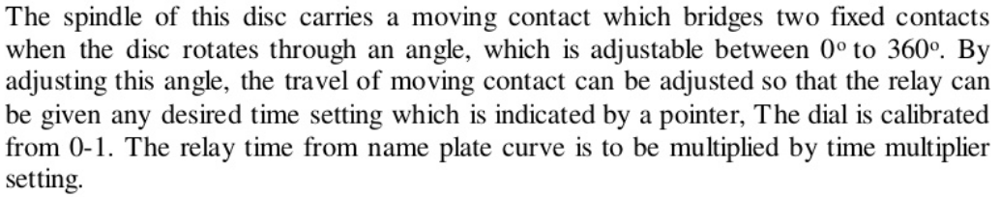 The spindle of this disc carries a moving contact which bridges two fixed contacts
when the disc rotates through an angle, which is adjustable between 0º to 360º. By
adjusting this angle, the travel of moving contact can be adjusted so that the relay can
be given any desired time setting which is indicated by a pointer, The dial is calibrated
from 0-1. The relay time from name plate curve is to be multiplied by time multiplier
setting.